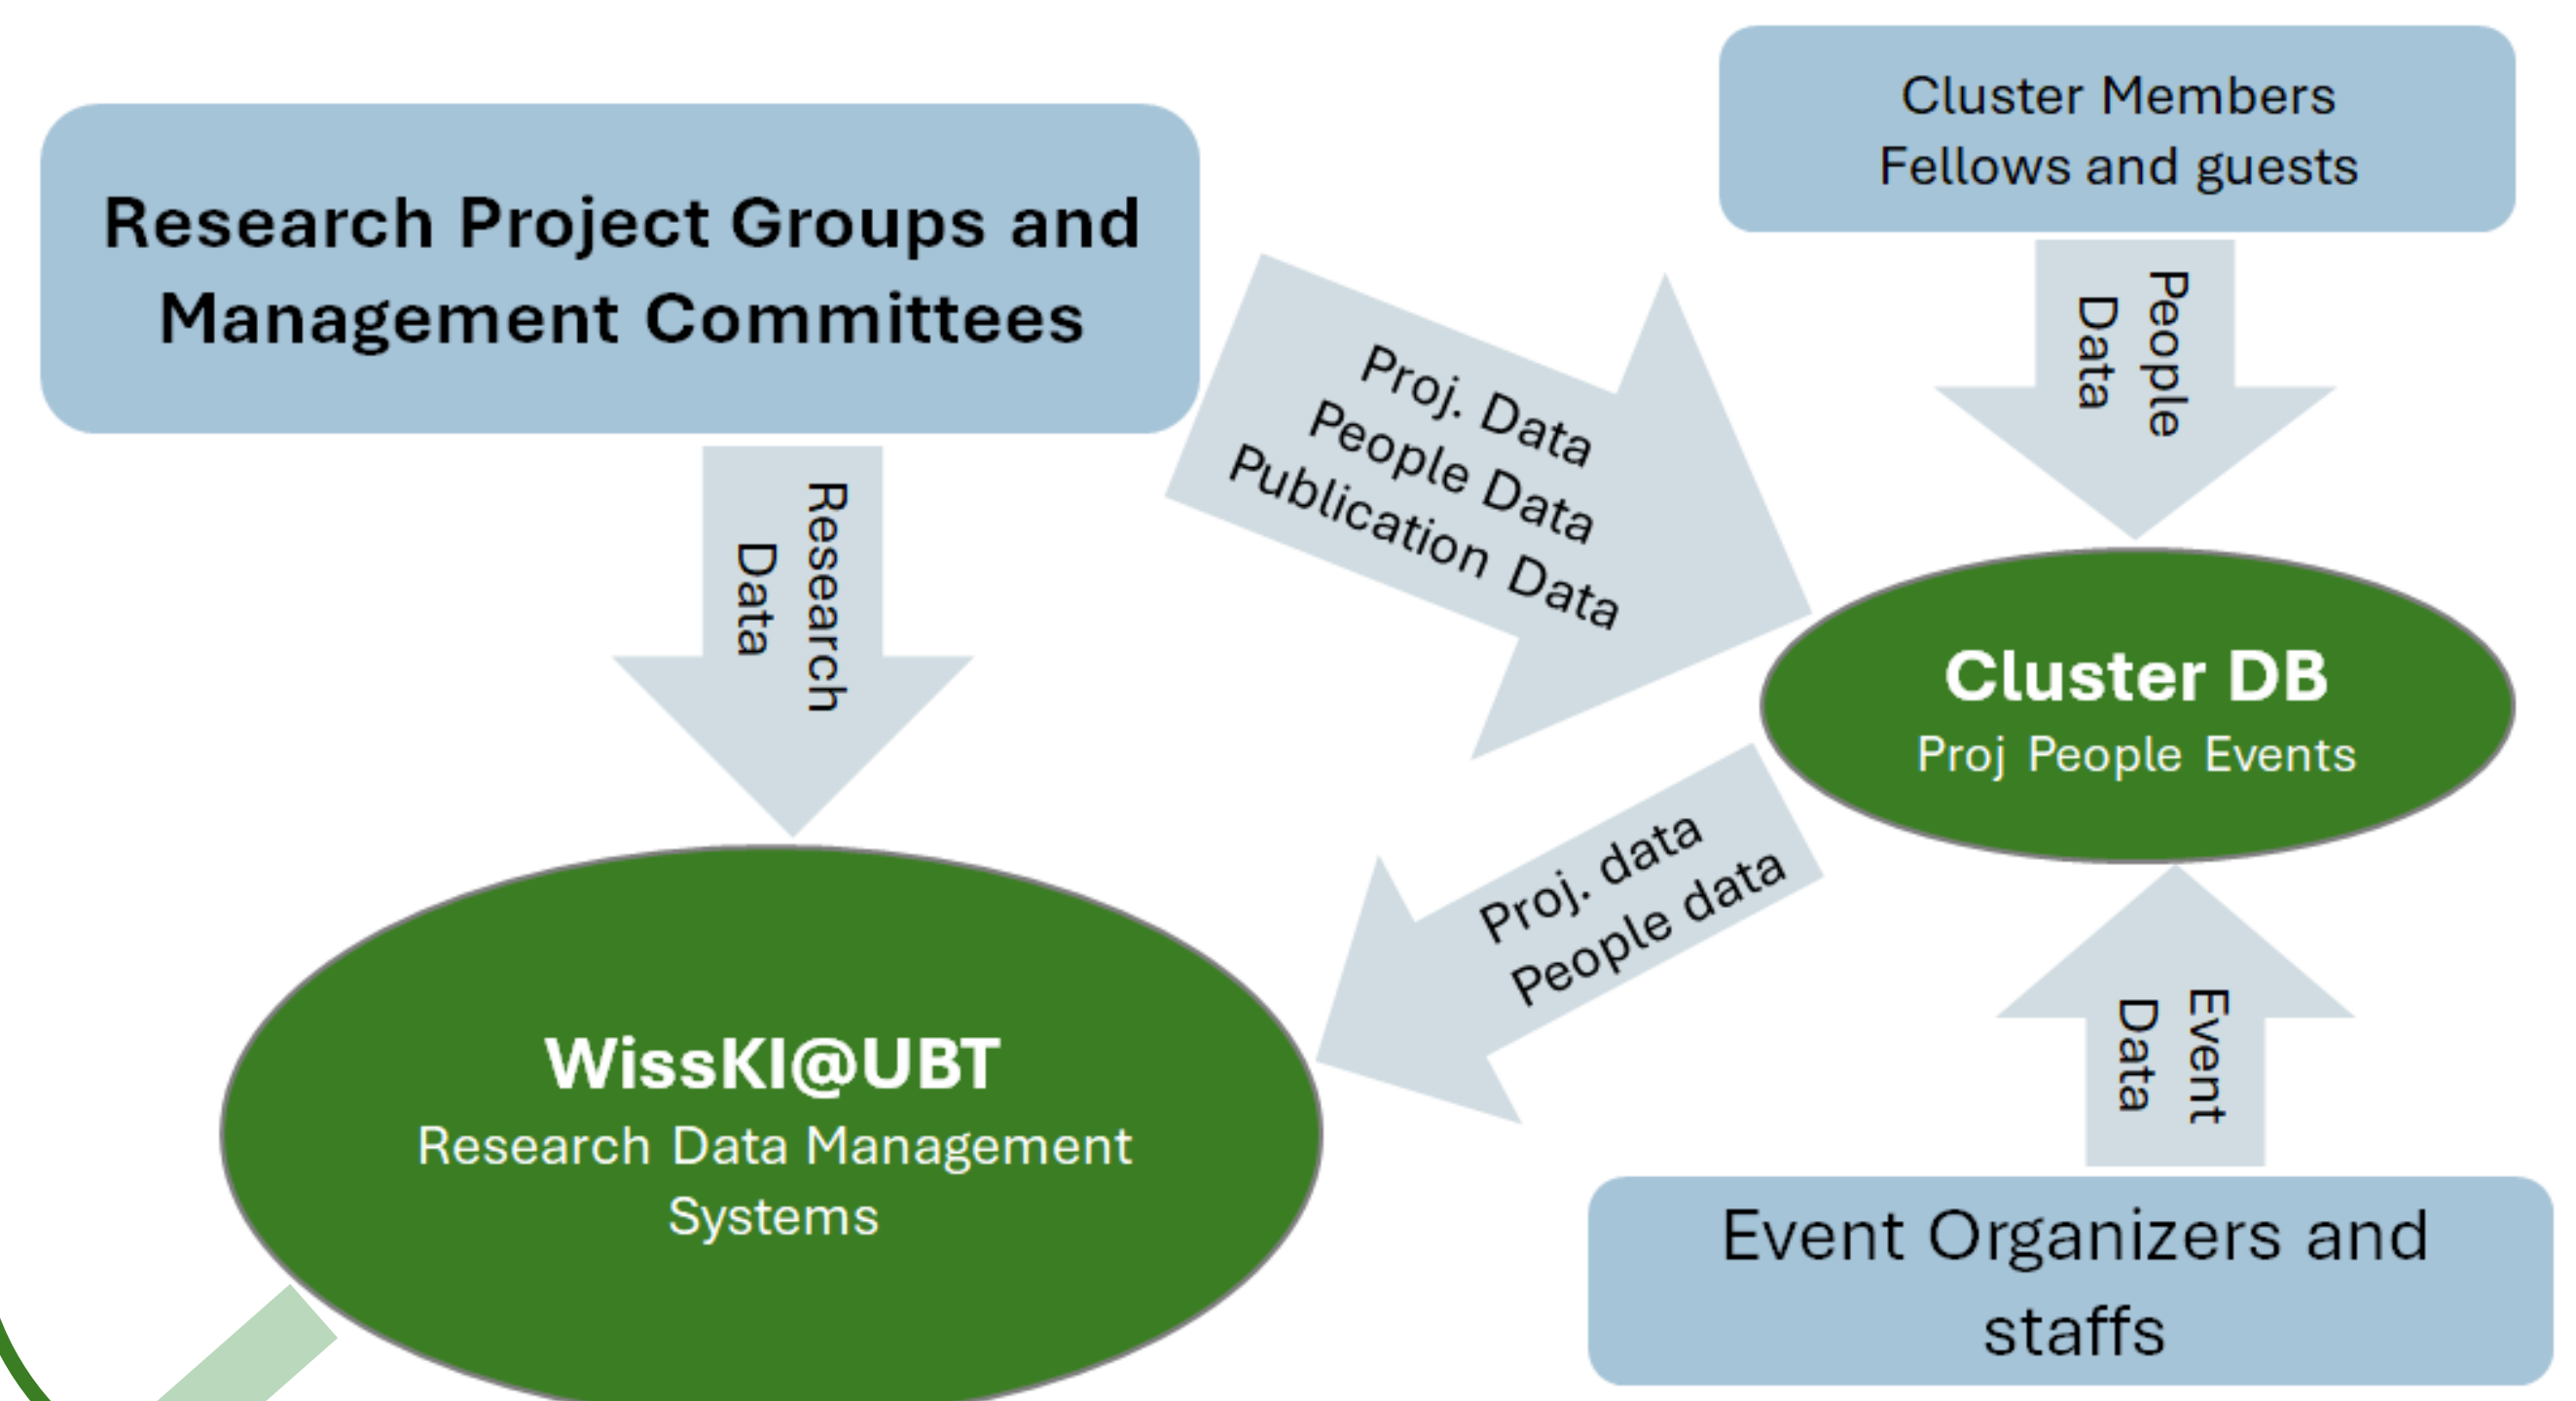 Cluster Members
Fellows and guests
Research Project Groups and
Management Committees
People
Data
Proj. Data
People Data
Publication Data
Research
Data
Cluster DB
Proj People Events
Proj. data
People data
WissKI@UBT
Research Data Management
Systems
Event
Data
Event Organizers and
staffs